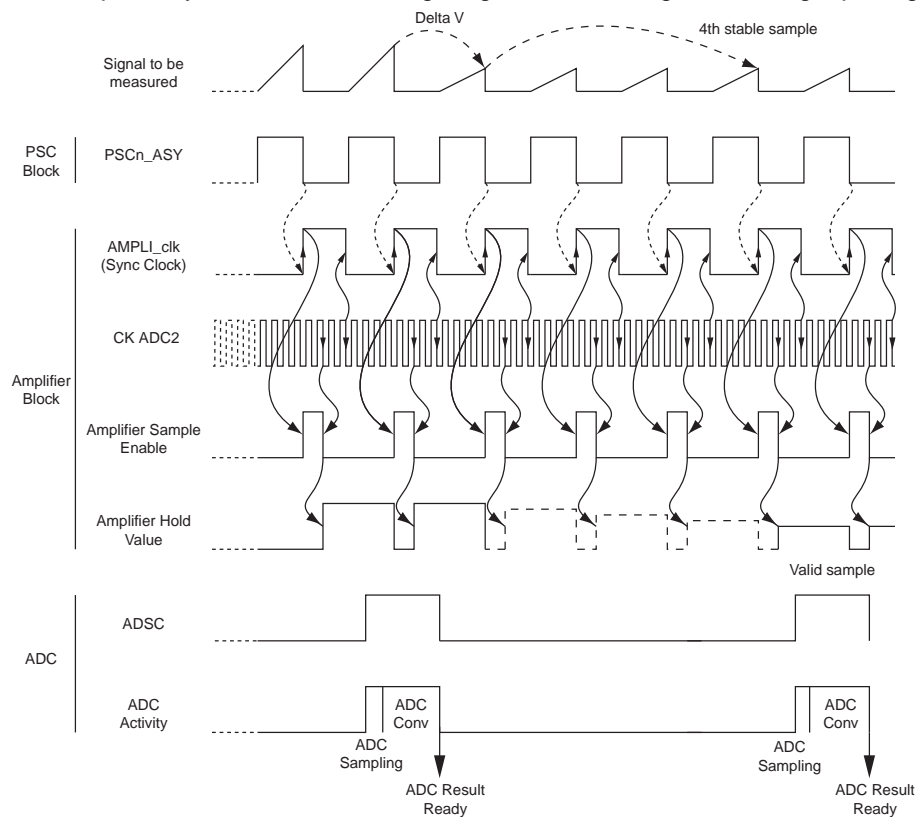 Delta V
4th stable sample
Signal to be
measured
PSC
Block
PSCn_ASY
AMPLI_clk
(Sync Clock)
CK ADC2
Amplifier
Block
Amplifier Sample
Enable
Amplifier Hold
Value
Valid sample
ADSC
ADC
ADC
Activity
ADC
Conv
ADC
Conv
ADC
Sampling
ADC
Sampling
ADC Result
Ready
ADC Result
Ready